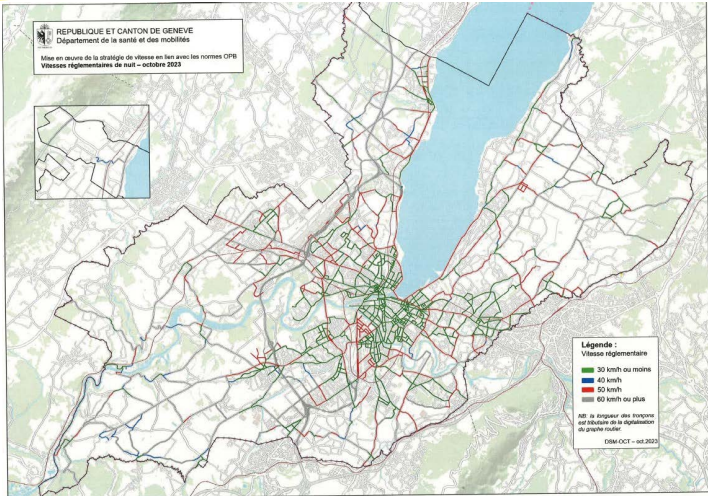 REPUBLIQUE ET CANTON DE GENEVE
Département de la santé et des mobilités
Mise en œuvre de la stratégie de vitesse en lien avec les normes OPB
Vitesses réglementaires de nuit – octobre 2023
Légende :
Vitesse réglementaire
30 km/h ou moins
40 km/h
50 km/h
60 km/h ou plus
NB: la longueur des tronçons
est tributaire de la digitalisation
du graphe routier.
DSM-OCT – oct.2023